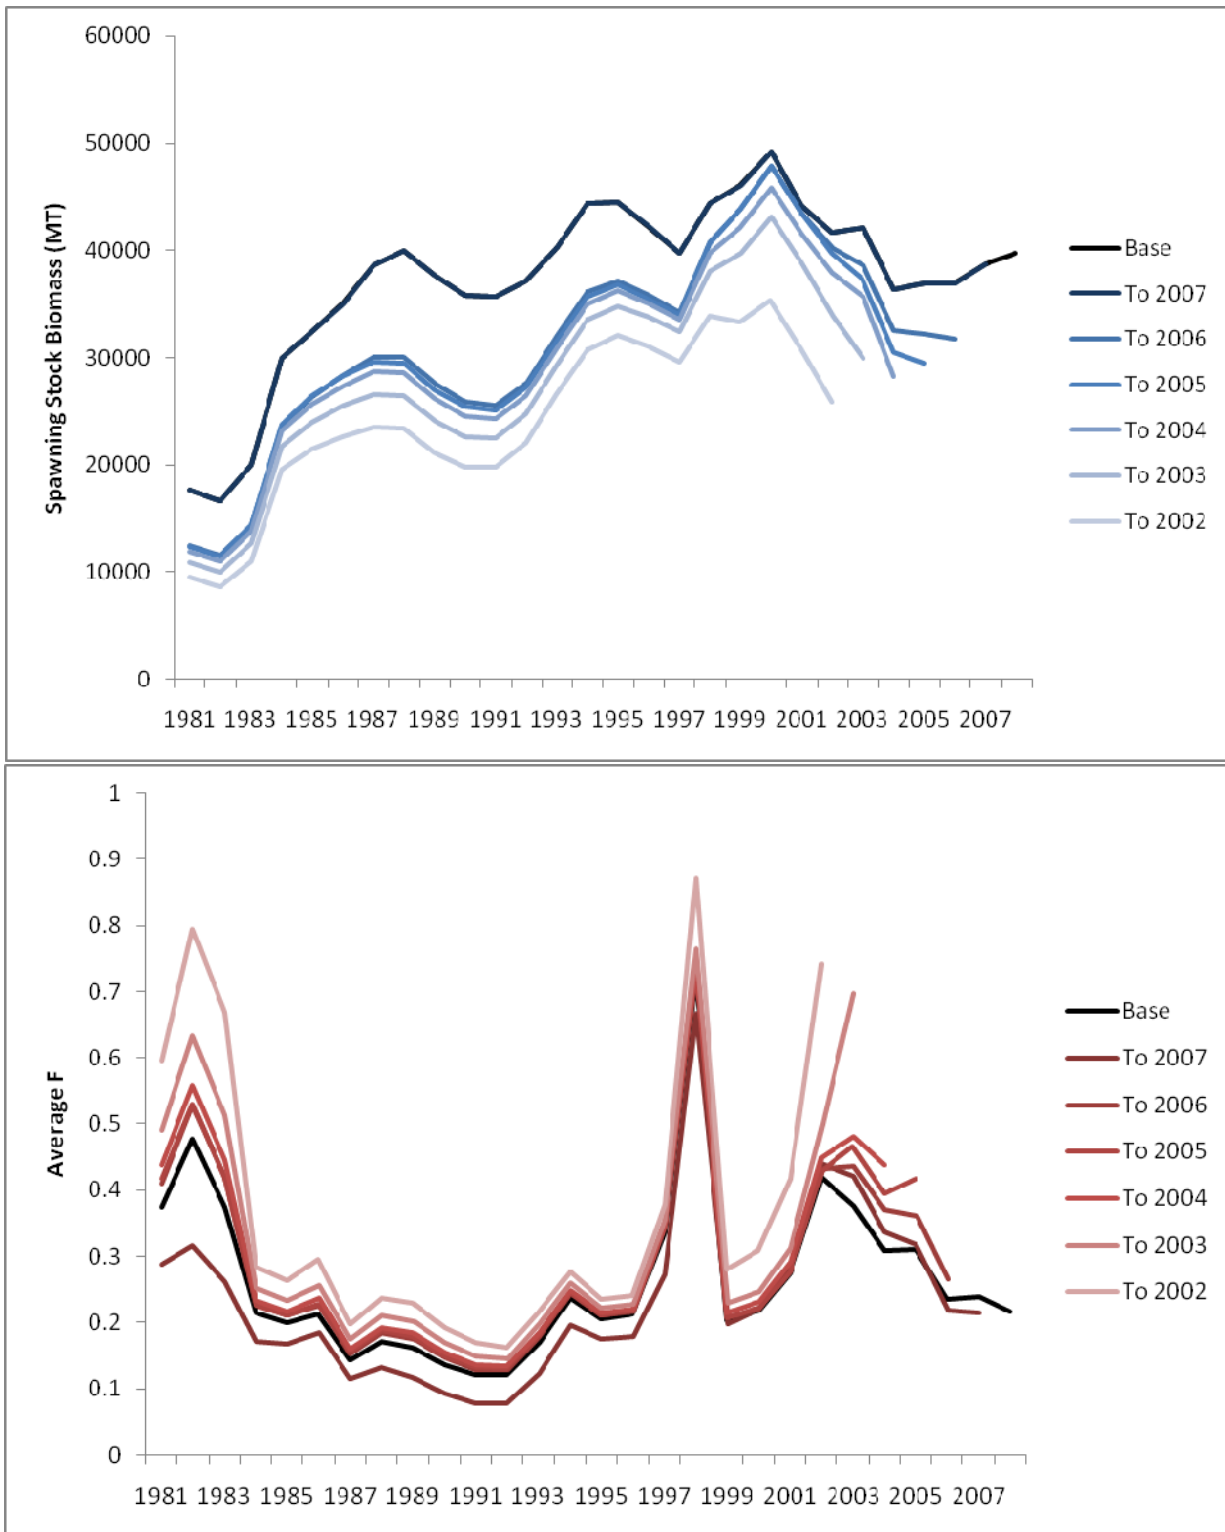 60000
50000
40000
30000
20000
10000
0
Spawning Stock Biomass (MT)
1981 1983 1985 1987 1989 1991 1993 1995 1997 1999 2001 2003 2005 2007
Base
To 2007
To 2006
To 2005
To 2004
To 2003
To 2002
1
0.9
0.8
0.7
0.6
0.5
0.4
0.3
0.2
0.1
0
Average F
1981 1983 1985 1987 1989 1991 1993 1995 1997 1999 2001 2003 2005 2007
Base
To 2007
To 2006
To 2005
To 2004
To 2003
To 2002